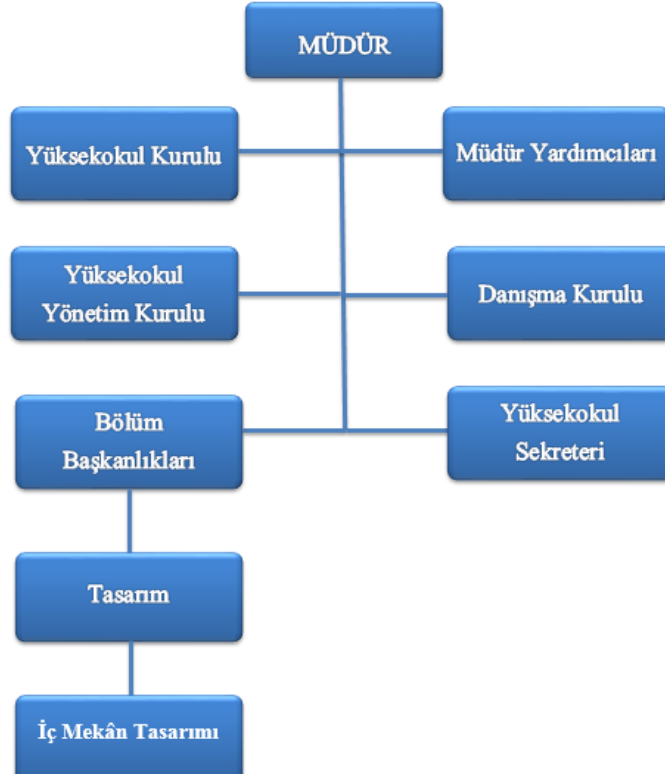 MÜDÜR
Yüksekokul Kurulu
Müdür Yardımcıları
Yüksekokul
Yönetim Kurulu
Danışma Kurulu
Bölüm
Başkanlıkları
Yüksekokul
Sekreteri
Tasarım
İç Mekân Tasarımı